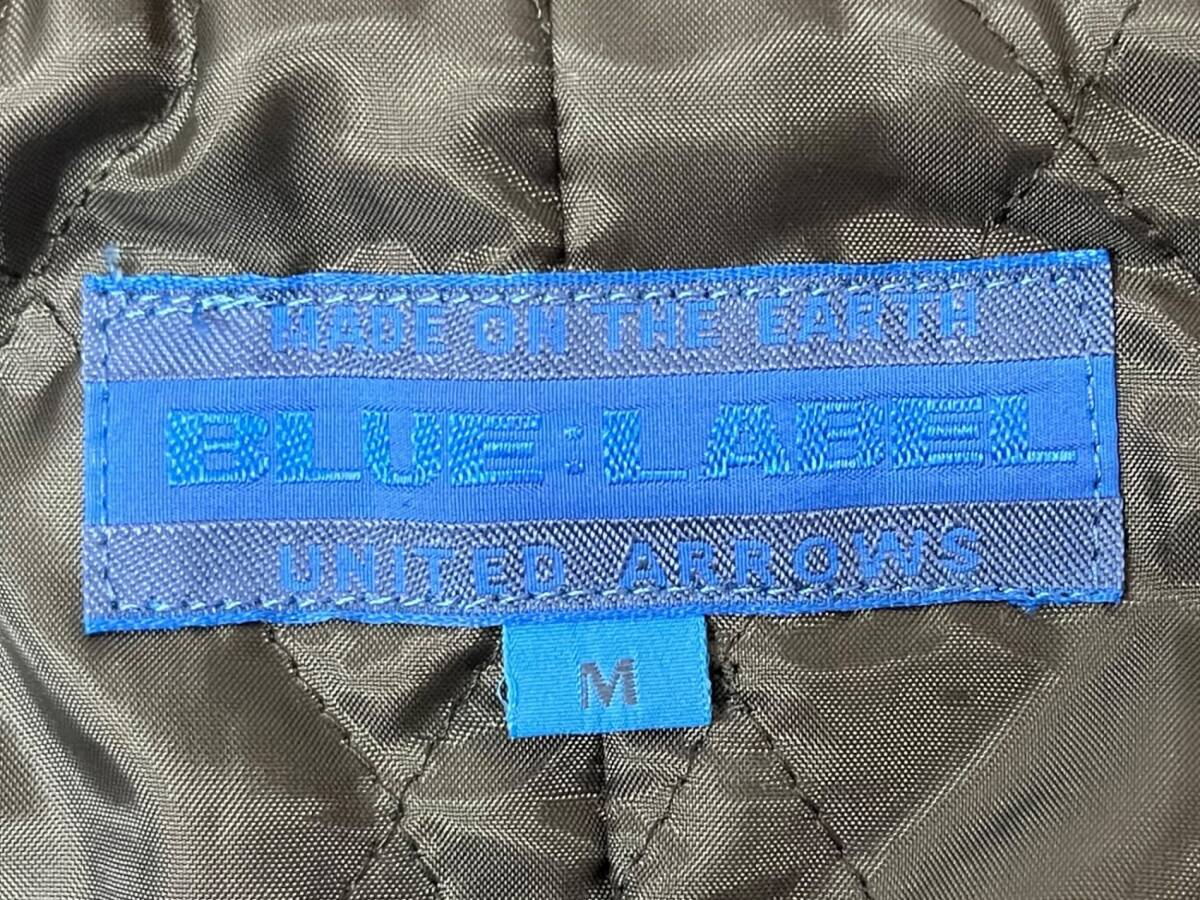 MADE ON THE EARTH
BLUE:LABEL
UNITED ARROWS
M